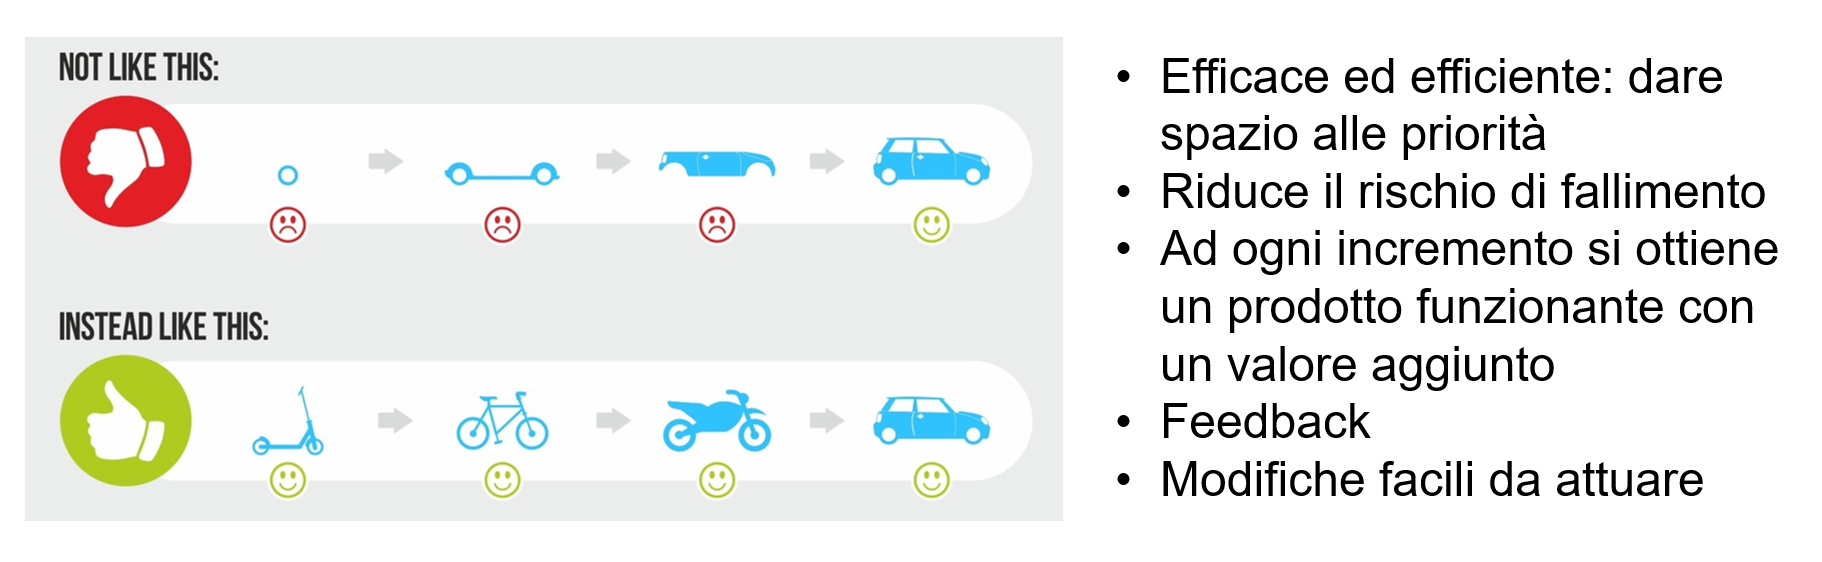 NOT LIKE THIS:
INSTEAD LIKE THIS:
• Efficace ed efficiente: dare
spazio alle priorità
• Riduce il rischio di fallimento
• Ad ogni incremento si ottiene
un prodotto funzionante con
un valore aggiunto
• Feedback
• Modifiche facili da attuare